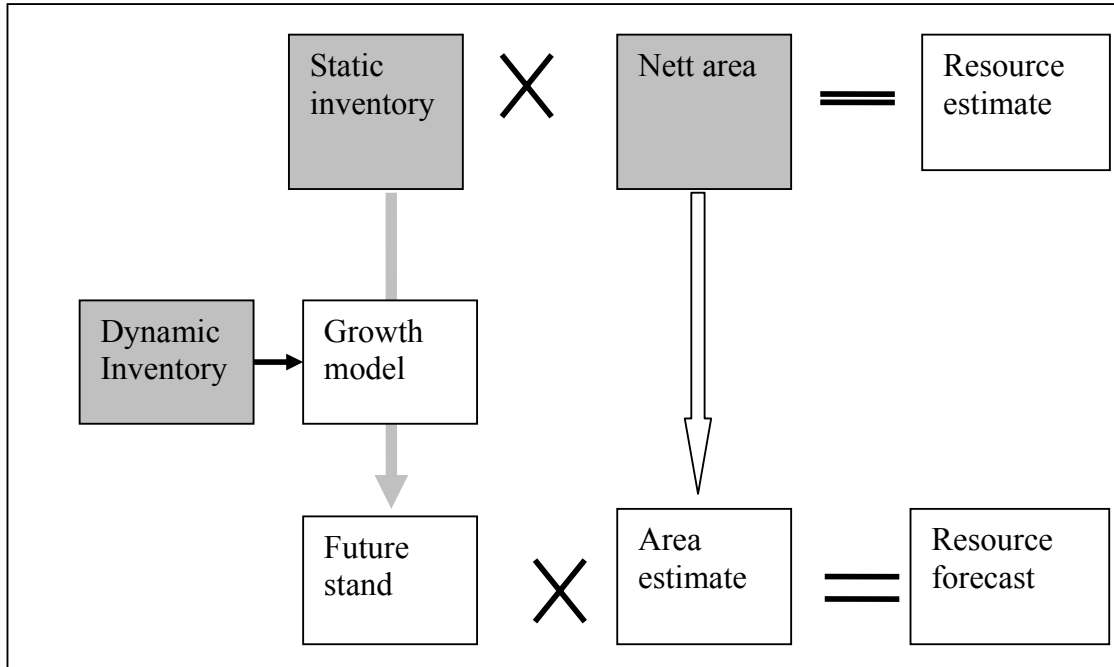 Static
inventory
Nett area
Resource
estimate
Dynamic
Inventory
Growth
model
Future
stand
Area
estimate
Resource
forecast